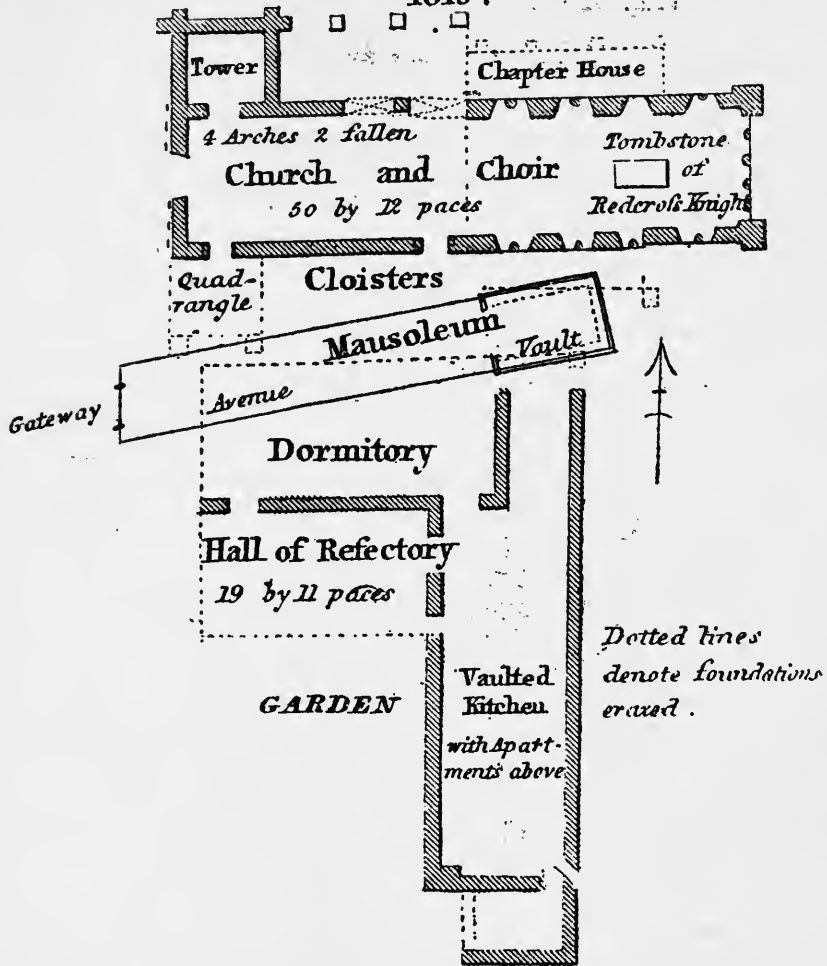 Tower
Chapter House
4 Arches 2 fallen
Church and Choir
50 by 12 paces
Tombstone
of
Redcross Knight
Quad-
rangle
Cloisters
Mausoleum
Vault
Avenue
Gateway
Dormitory
Hall of Refectory
19 by 11 paces
GARDEN
Vaulted
Kitchen
with Apart-
ments above
Dotted lines
denote foundations
erazed.